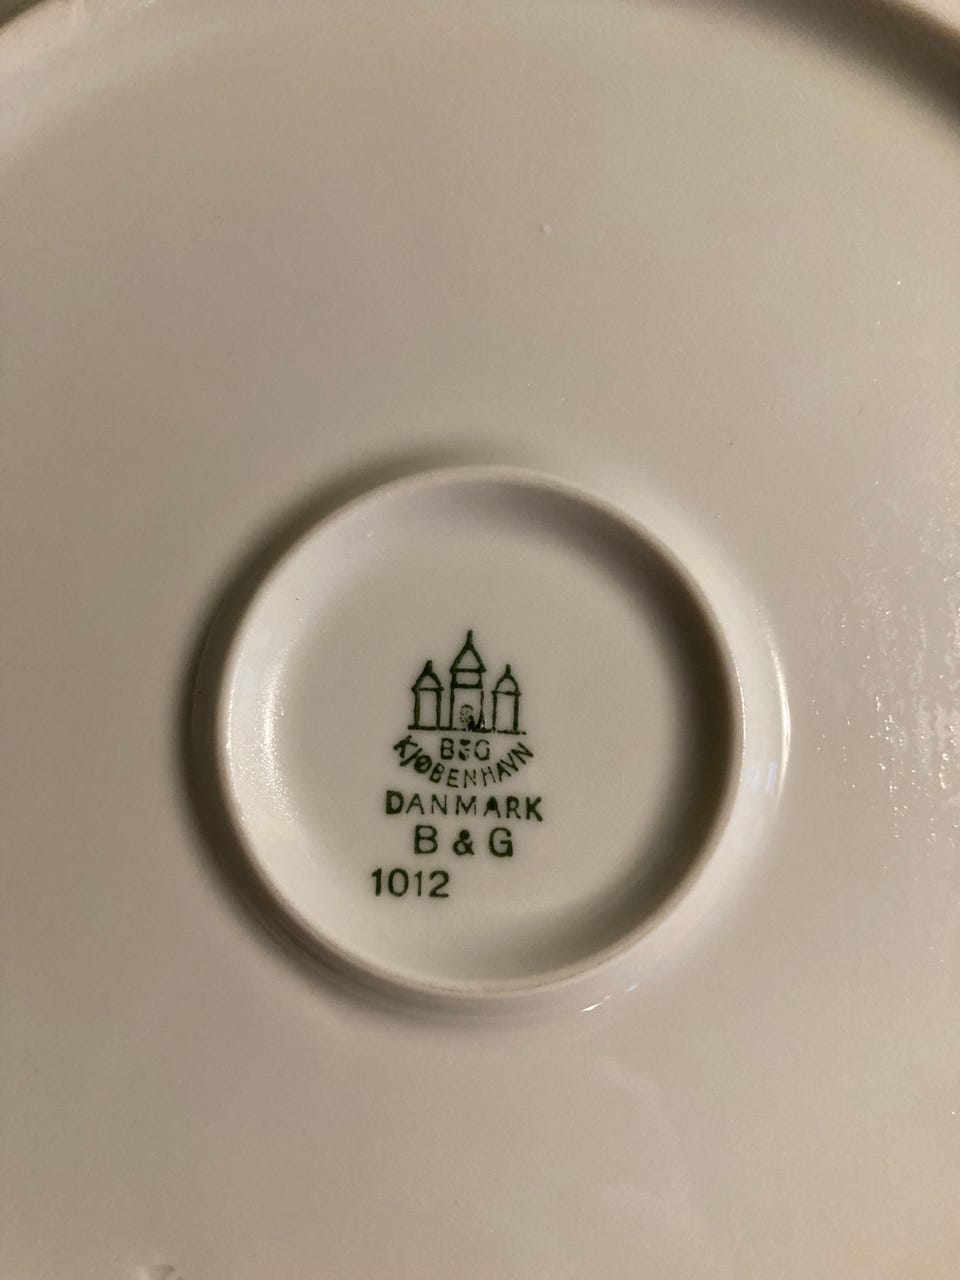 B&G
KJØBENHAVN
DANMARK
B & G
1012